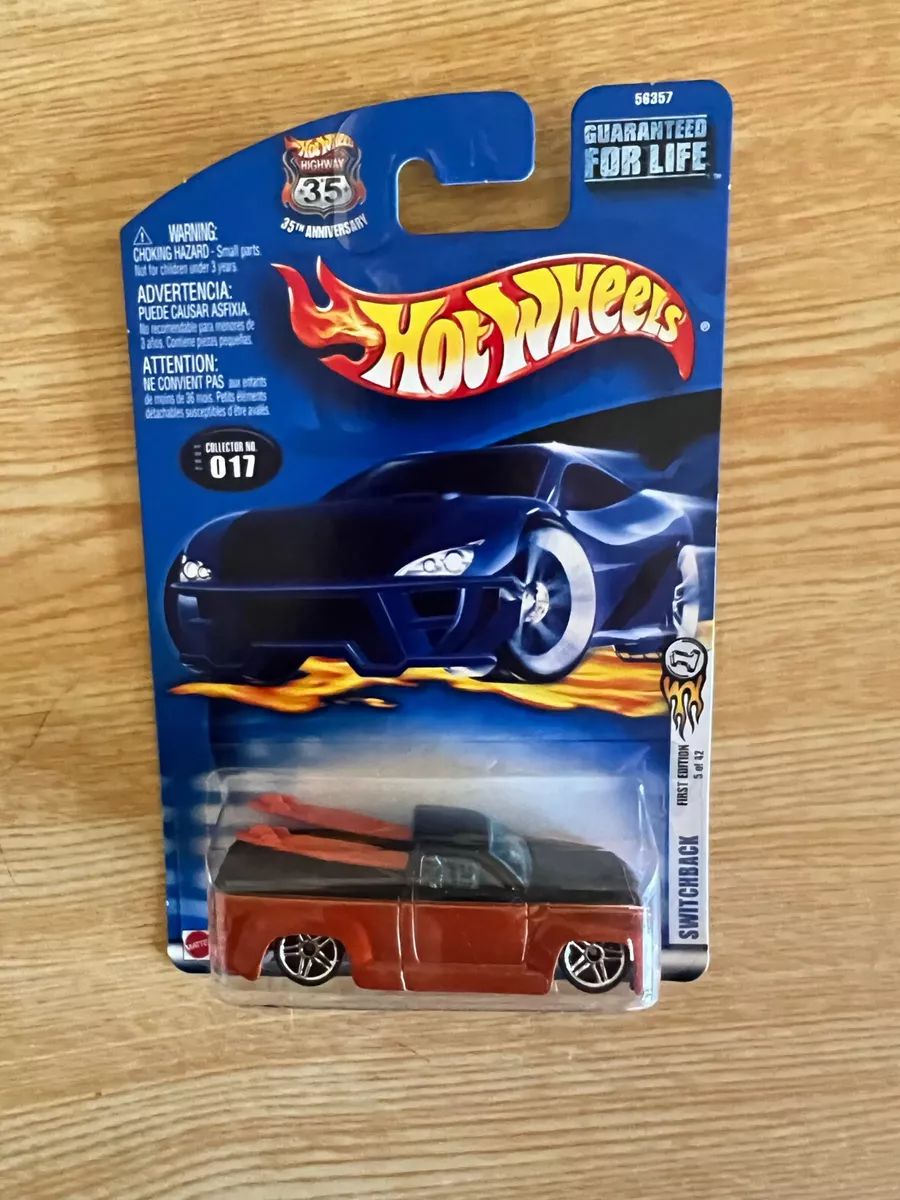 56357
GUARANTEED
FOR LIFE
™
HOT WHEELS
HIGHWAY
35
35TH ANNIVERSARY
WARNING:
CHOKING HAZARD - Small parts.
Not for children under 3 years.
ADVERTENCIA:
PUEDE CAUSAR ASFIXIA.
No recomendable para menores de
3 años. Contiene piezas pequeñas.
ATTENTION:
NE CONVIENT PAS aux enfants
de moins de 36 mois. Petits éléments
détachables susceptibles d'être avalés.
HOT WHEELS
®
COLLECTOR NO.
017
FIRST EDITION
5 of 42
SWITCHBACK
MATTEL